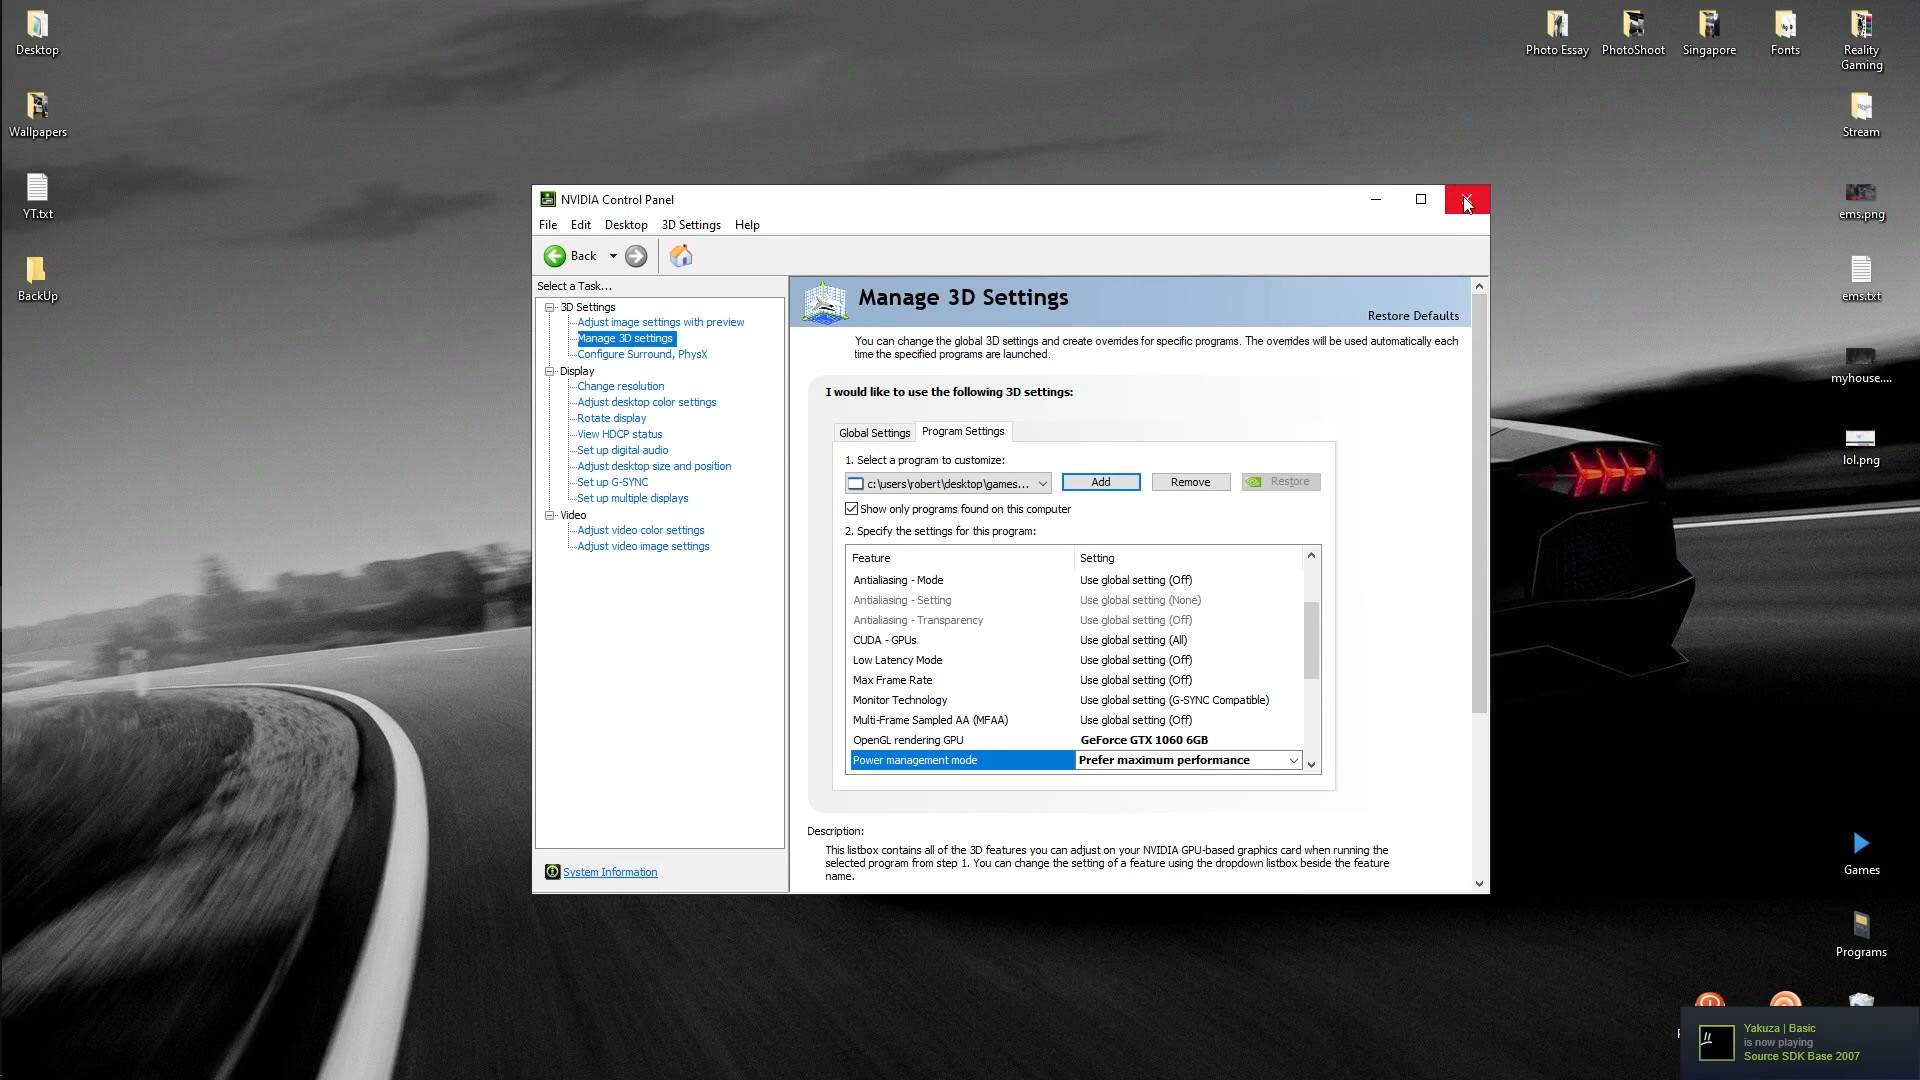 Desktop
Wallpapers
YT.txt
BackUp
Photo Essay
PhotoShoot
Singapore
Fonts
Reality
Gaming
Stream
ems.png
ems.txt
myhouse....
lol.png
Games
Programs
NVIDIA Control Panel
File
Edit
Desktop
3D Settings
Help
Back
Select a Task...
3D Settings
Adjust image settings with preview
Manage 3D settings
Configure Surround, PhysX
Display
Change resolution
Adjust desktop color settings
Rotate display
View HDCP status
Set up digital audio
Adjust desktop size and position
Set up G-SYNC
Set up multiple displays
Video
Adjust video color settings
Adjust video image settings
System Information
Manage 3D Settings
Restore Defaults
You can change the global 3D settings and create overrides for specific programs. The overrides will be used automatically each
time the specified programs are launched.
I would like to use the following 3D settings:
Global Settings
Program Settings
1. Select a program to customize:
c:\users\robert\desktop\games...
Add
Remove
Restore
Show only programs found on this computer
2. Specify the settings for this program:
Feature Setting
Antialiasing - Mode Use global setting (Off)
Antialiasing - Setting Use global setting (None)
Antialiasing - Transparency Use global setting (Off)
CUDA - GPUs Use global setting (All)
Low Latency Mode Use global setting (Off)
Max Frame Rate Use global setting (Off)
Monitor Technology Use global setting (G-SYNC Compatible)
Multi-Frame Sampled AA (MFAA) Use global setting (Off)
OpenGL rendering GPU GeForce GTX 1060 6GB
Power management mode Prefer maximum performance
Description:
This listbox contains all of the 3D features you can adjust on your NVIDIA GPU-based graphics card when running the
selected program from step 1. You can change the setting of a feature using the dropdown listbox beside the feature
name.
Yakuza | Basic
is now playing
Source SDK Base 2007